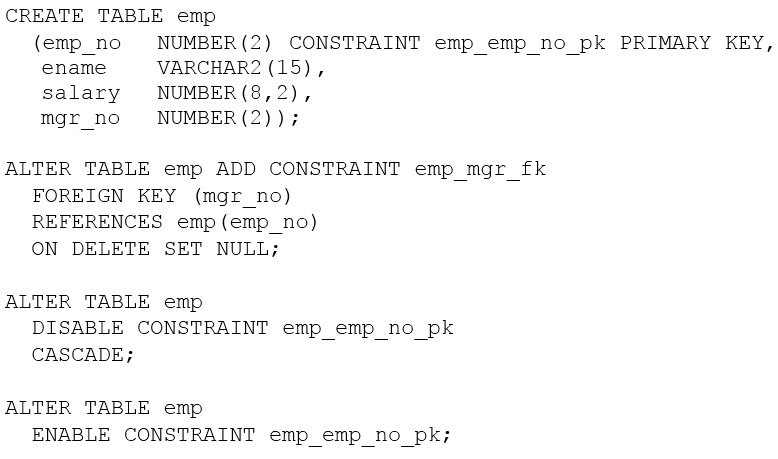 CREATE TABLE emp
(emp_no NUMBER(2) CONSTRAINT emp_emp_no_pk PRIMARY KEY,
ename VARCHAR2(15),
salary NUMBER(8,2),
mgr_no NUMBER(2));
ALTER TABLE emp ADD CONSTRAINT emp_mgr_fk
FOREIGN KEY (mgr_no)
REFERENCES emp(emp_no)
ON DELETE SET NULL;
ALTER TABLE emp
DISABLE CONSTRAINT emp_emp_no_pk
CASCADE;
ALTER TABLE emp
ENABLE CONSTRAINT emp_emp_no_pk;